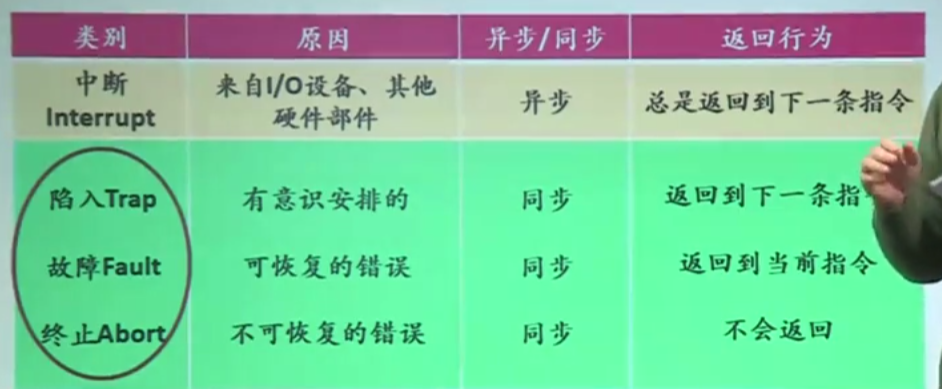 类别 原因 异步/同步 返回行为
中断 来自I/O设备、其他 异步 总是返回到下一条指令
Interrupt 硬件部件
陷入Trap 有意识安排的 同步 返回到下一条指
故障Fault 可恢复的错误 同步 返回到当前指令
终止Abort 不可恢复的错误 同步 不会返回